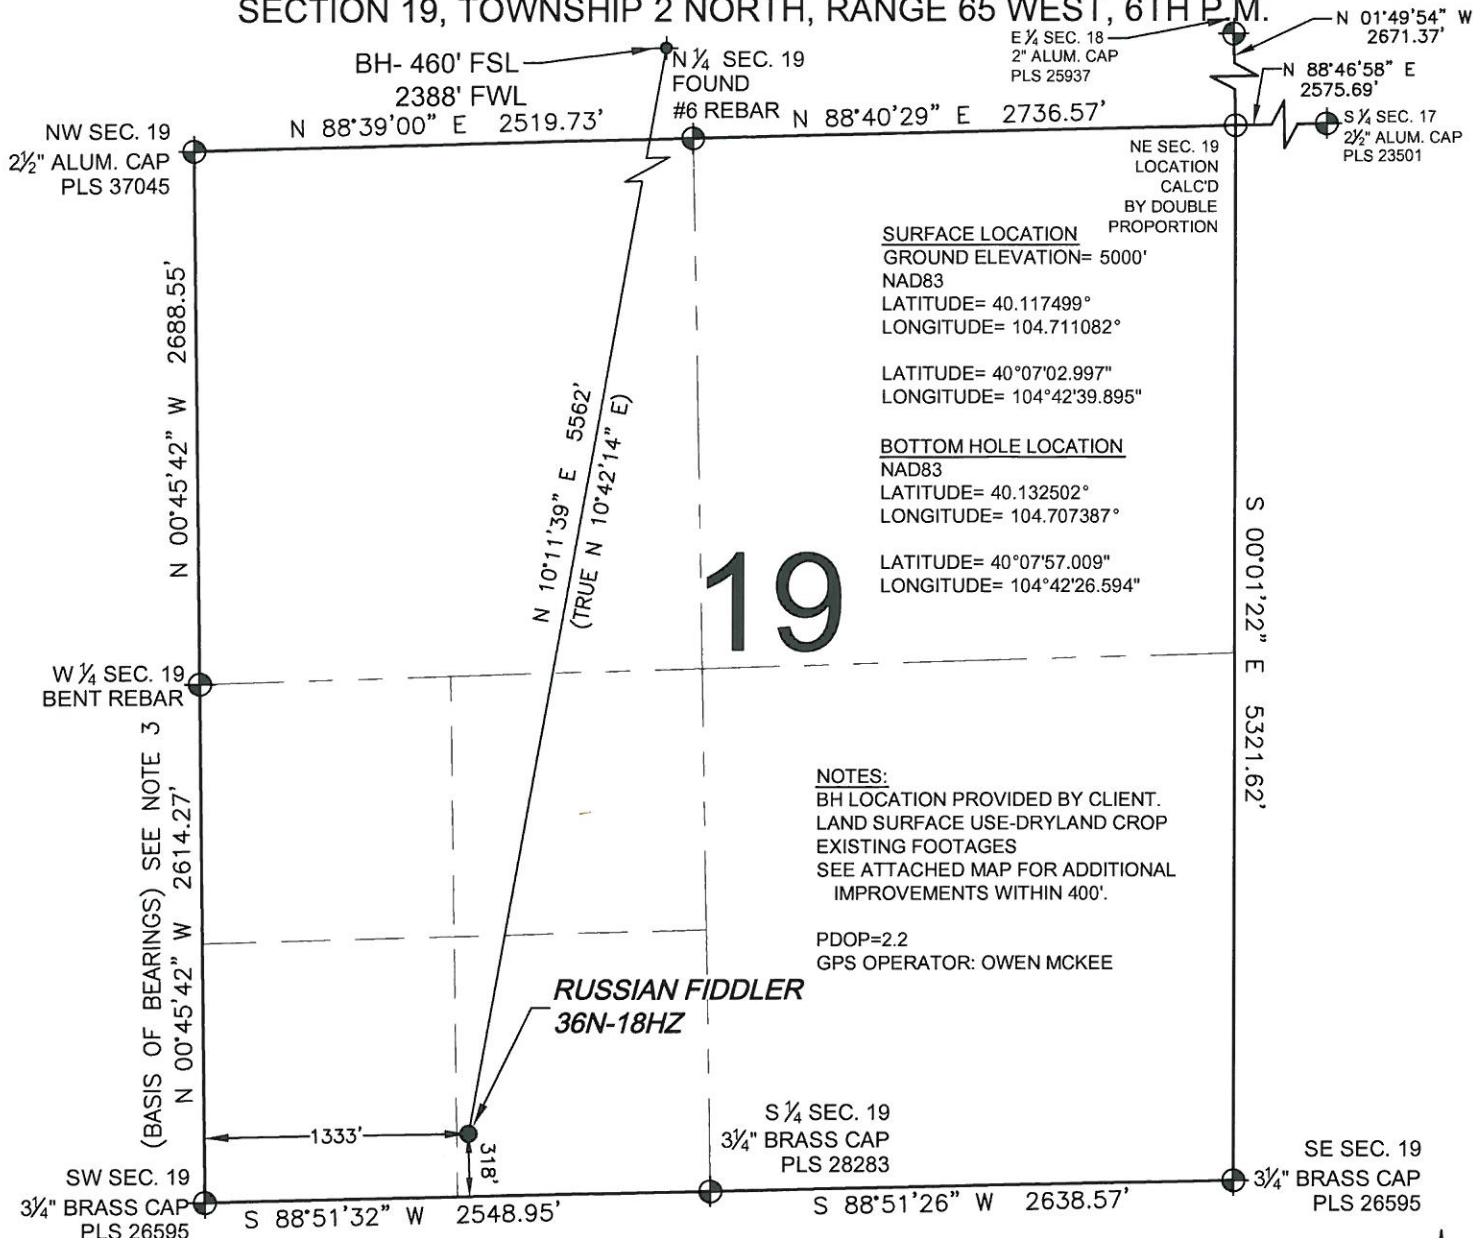 SECTION 19, TOWNSHIP 2 NORTH, RANGE 65 WEST, 6TH P.M.
N 01°49'54" W
2671.37'
E ¼ SEC. 18
2" ALUM. CAP
PLS 25937
BH- 460' FSL
2388' FWL
N ¼ SEC. 19
FOUND
#6 REBAR
N 88°46'58" E
2575.69'
S ¼ SEC. 17
2½" ALUM. CAP
PLS 23501
N 88°39'00" E 2519.73'
N 88°40'29" E 2736.57'
NW SEC. 19
2½" ALUM. CAP
PLS 37045
NE SEC. 19
LOCATION
CALC'D
BY DOUBLE
PROPORTION
SURFACE LOCATION
GROUND ELEVATION= 5000'
NAD83
LATITUDE= 40.117499°
LONGITUDE= 104.711082°
LATITUDE= 40°07'02.997"
LONGITUDE= 104°42'39.895"
BOTTOM HOLE LOCATION
NAD83
LATITUDE= 40.132502°
LONGITUDE= 104.707387°
LATITUDE= 40°07'57.009"
LONGITUDE= 104°42'26.594"
N 00°45'42" W 2688.55'
N 10°11'39" E 5562'
(TRUE N 10°42'14" E)
19
S 00°01'22" E 5321.62'
W ¼ SEC. 19
BENT REBAR
(BASIS OF BEARINGS) SEE NOTE 3
N 00°45'42" W 2614.27'
NOTES:
BH LOCATION PROVIDED BY CLIENT.
LAND SURFACE USE-DRYLAND CROP
EXISTING FOOTAGES
SEE ATTACHED MAP FOR ADDITIONAL
IMPROVEMENTS WITHIN 400'.
PDOP=2.2
GPS OPERATOR: OWEN MCKEE
RUSSIAN FIDDLER
36N-18HZ
1333'
318'
S ¼ SEC. 19
3¼" BRASS CAP
PLS 28283
SW SEC. 19
3¼" BRASS CAP
PLS 26595
SE SEC. 19
3¼" BRASS CAP
PLS 26595
S 88°51'32" W 2548.95'
S 88°51'26" W 2638.57'